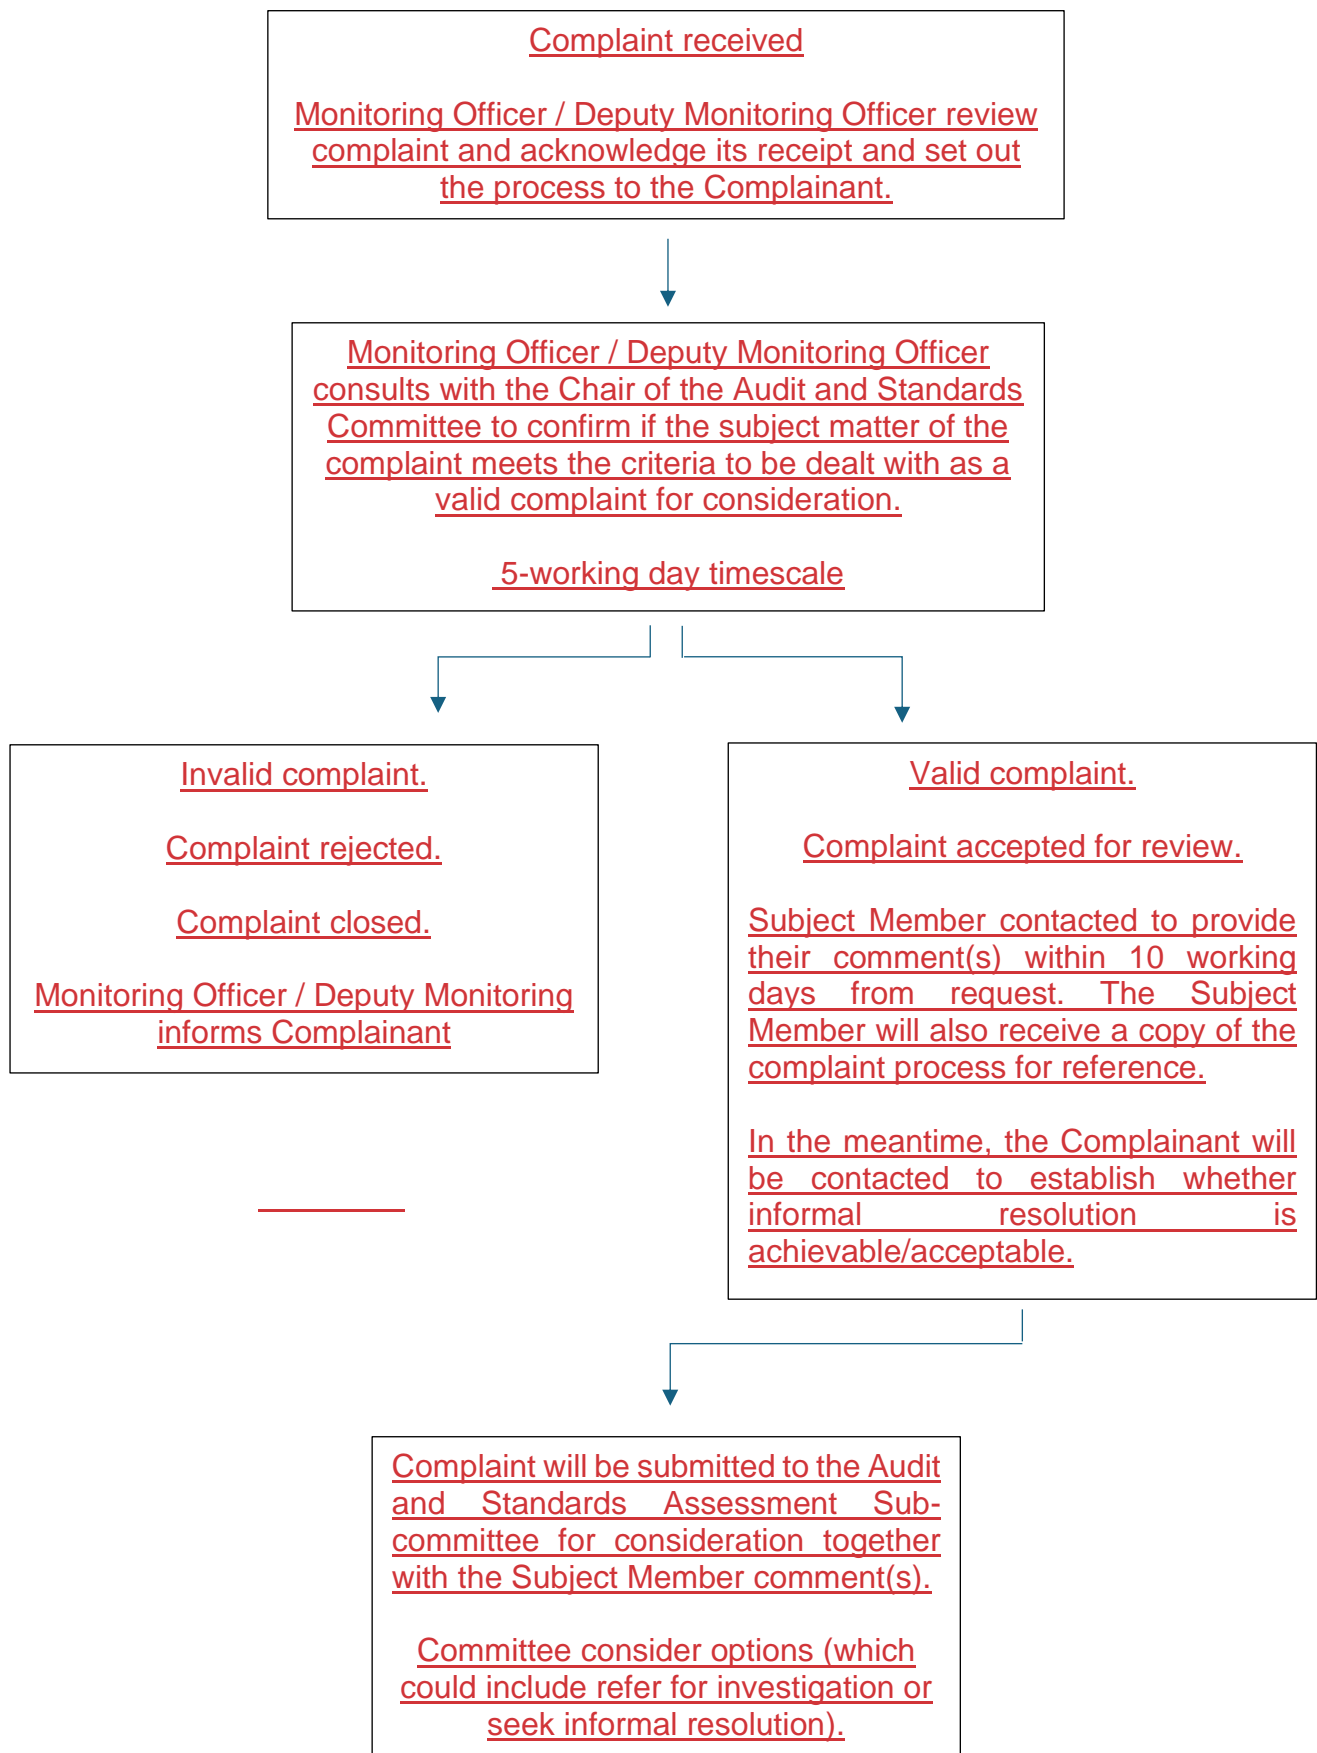 Complaint received
Monitoring Officer / Deputy Monitoring Officer review
complaint and acknowledge its receipt and set out
the process to the Complainant.
Monitoring Officer / Deputy Monitoring Officer
consults with the Chair of the Audit and Standards
Committee to confirm if the subject matter of the
complaint meets the criteria to be dealt with as a
valid complaint for consideration.
5-working day timescale
Invalid complaint.
Complaint rejected.
Complaint closed.
Monitoring Officer / Deputy Monitoring
informs Complainant
Valid complaint.
Complaint accepted for review.
Subject Member contacted to provide
their comment(s) within 10 working
days from request. The Subject
Member will also receive a copy of the
complaint process for reference.
In the meantime, the Complainant will
be contacted to establish whether
informal resolution is
achievable/acceptable.
Complaint will be submitted to the Audit
and Standards Assessment Sub-
committee for consideration together
with the Subject Member comment(s).
Committee consider options (which
could include refer for investigation or
seek informal resolution).